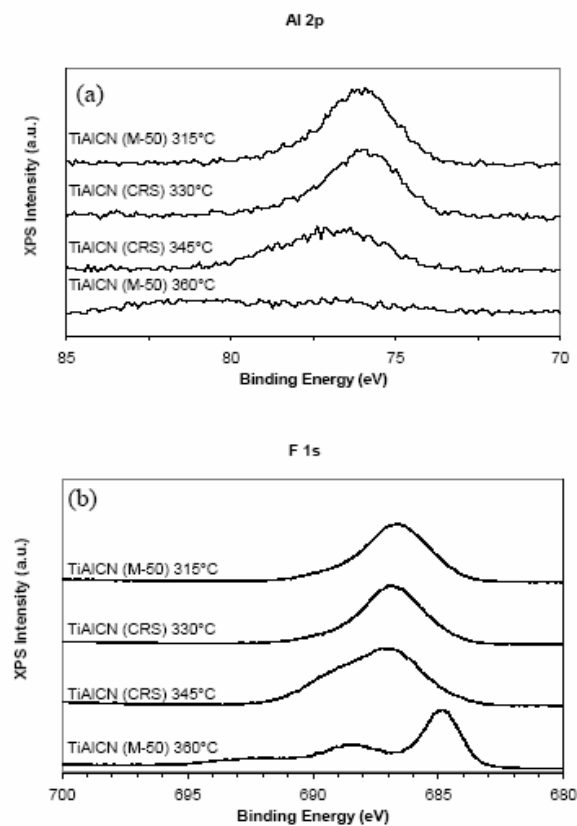 Al 2p
(a)
TiAlCN (M-50) 315°C
TiAlCN (CRS) 330°C
TiAlCN (CRS) 345°C
TiAlCN (M-50) 360°C
XPS Intensity (a.u.)
85 80 75 70
Binding Energy (eV)
F 1s
(b)
TiAlCN (M-50) 315°C
TiAlCN (CRS) 330°C
TiAlCN (CRS) 345°C
TiAlCN (M-50) 360°C
XPS Intensity (a.u.)
700 695 690 685 680
Binding Energy (eV)